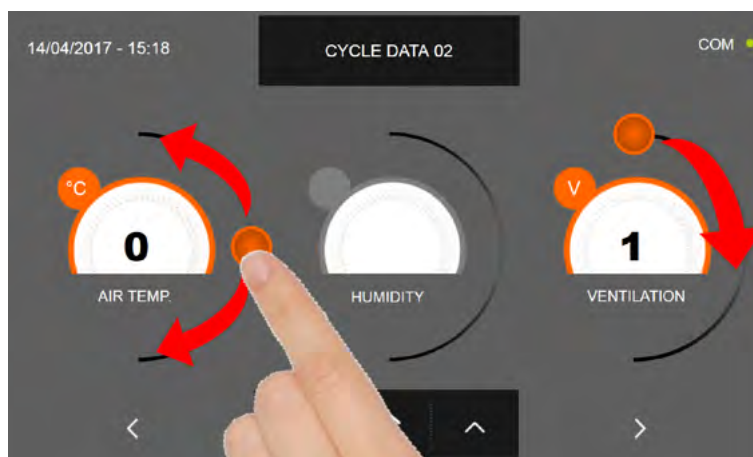 14/04/2017 - 15:18
CYCLE DATA 02
COM
°C
V
0
1
AIR TEMP.
HUMIDITY
VENTILATION